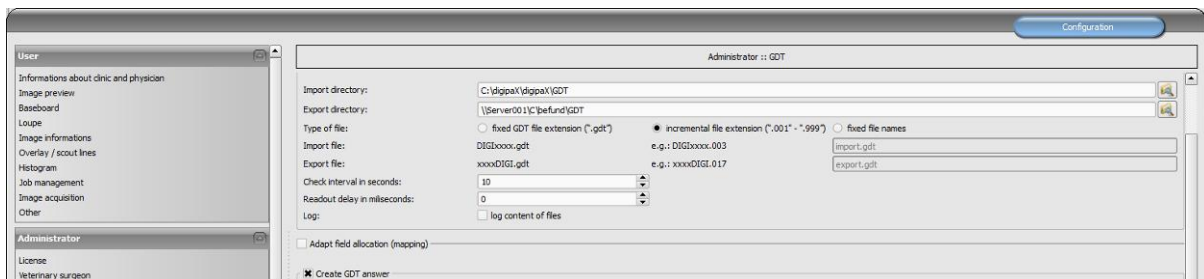 Configuration
User
Informations about clinic and physician
Image preview
Baseboard
Loupe
Image informations
Overlay / scout lines
Histogram
Job management
Image acquisition
Other
Administrator
License
Veterinary surgeon
Administrator :: GDT
Import directory: C:\digipaX\digipaX\GDT
Export directory: \\Server001\C\befund\GDT
Type of file: fixed GDT file extension (".gdt") incremental file extension (".001" - ".999") fixed file names
Import file: DIGIxxxx.gdt e.g.: DIGIxxxx.003 import.gdt
Export file: xxxxDIGI.gdt e.g.: xxxxDIGI.017 export.gdt
Check interval in seconds: 10
Readout delay in miliseconds: 0
Log: log content of files
Adapt field allocation (mapping)
Create GDT answer